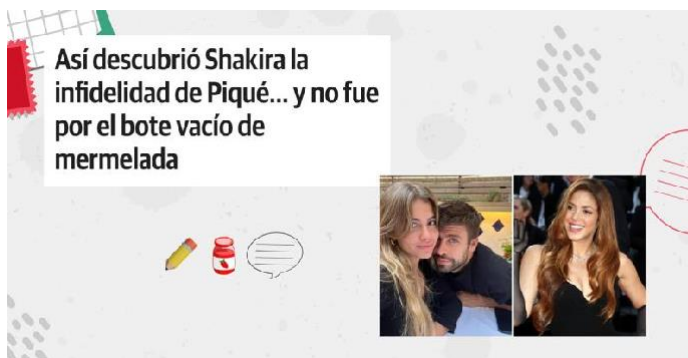 Así descubrió Shakira la
infidelidad de Piqué... y no fue
por el bote vacío de
mermelada